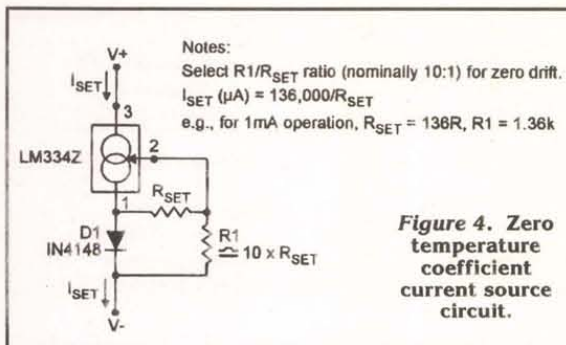 Notes:
Select R1/RSET ratio (nominally 10:1) for zero drift.
ISET (µA) = 136,000/RSET
e.g., for 1mA operation, RSET = 136R, R1 = 1.36k
V+
ISET
3
LM334Z
2
1
RSET
D1
IN4148
R1
≏ 10 x RSET
ISET
V-
Figure 4. Zero
temperature
coefficient
current source
circuit.